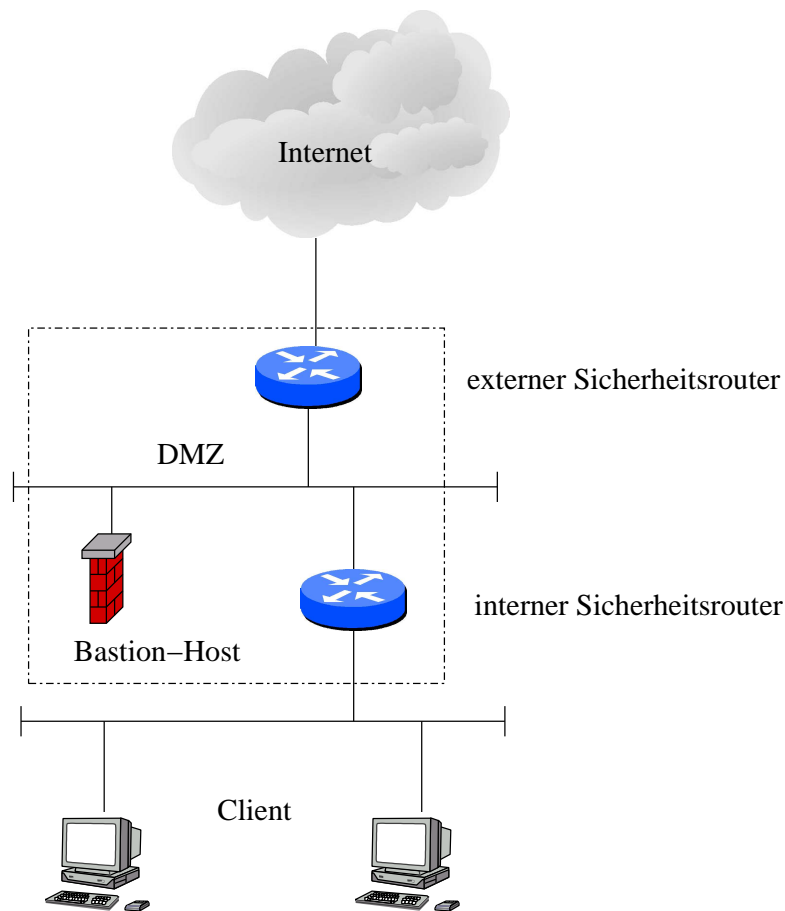 Internet
externer Sicherheitsrouter
DMZ
interner Sicherheitsrouter
Bastion−Host
Client